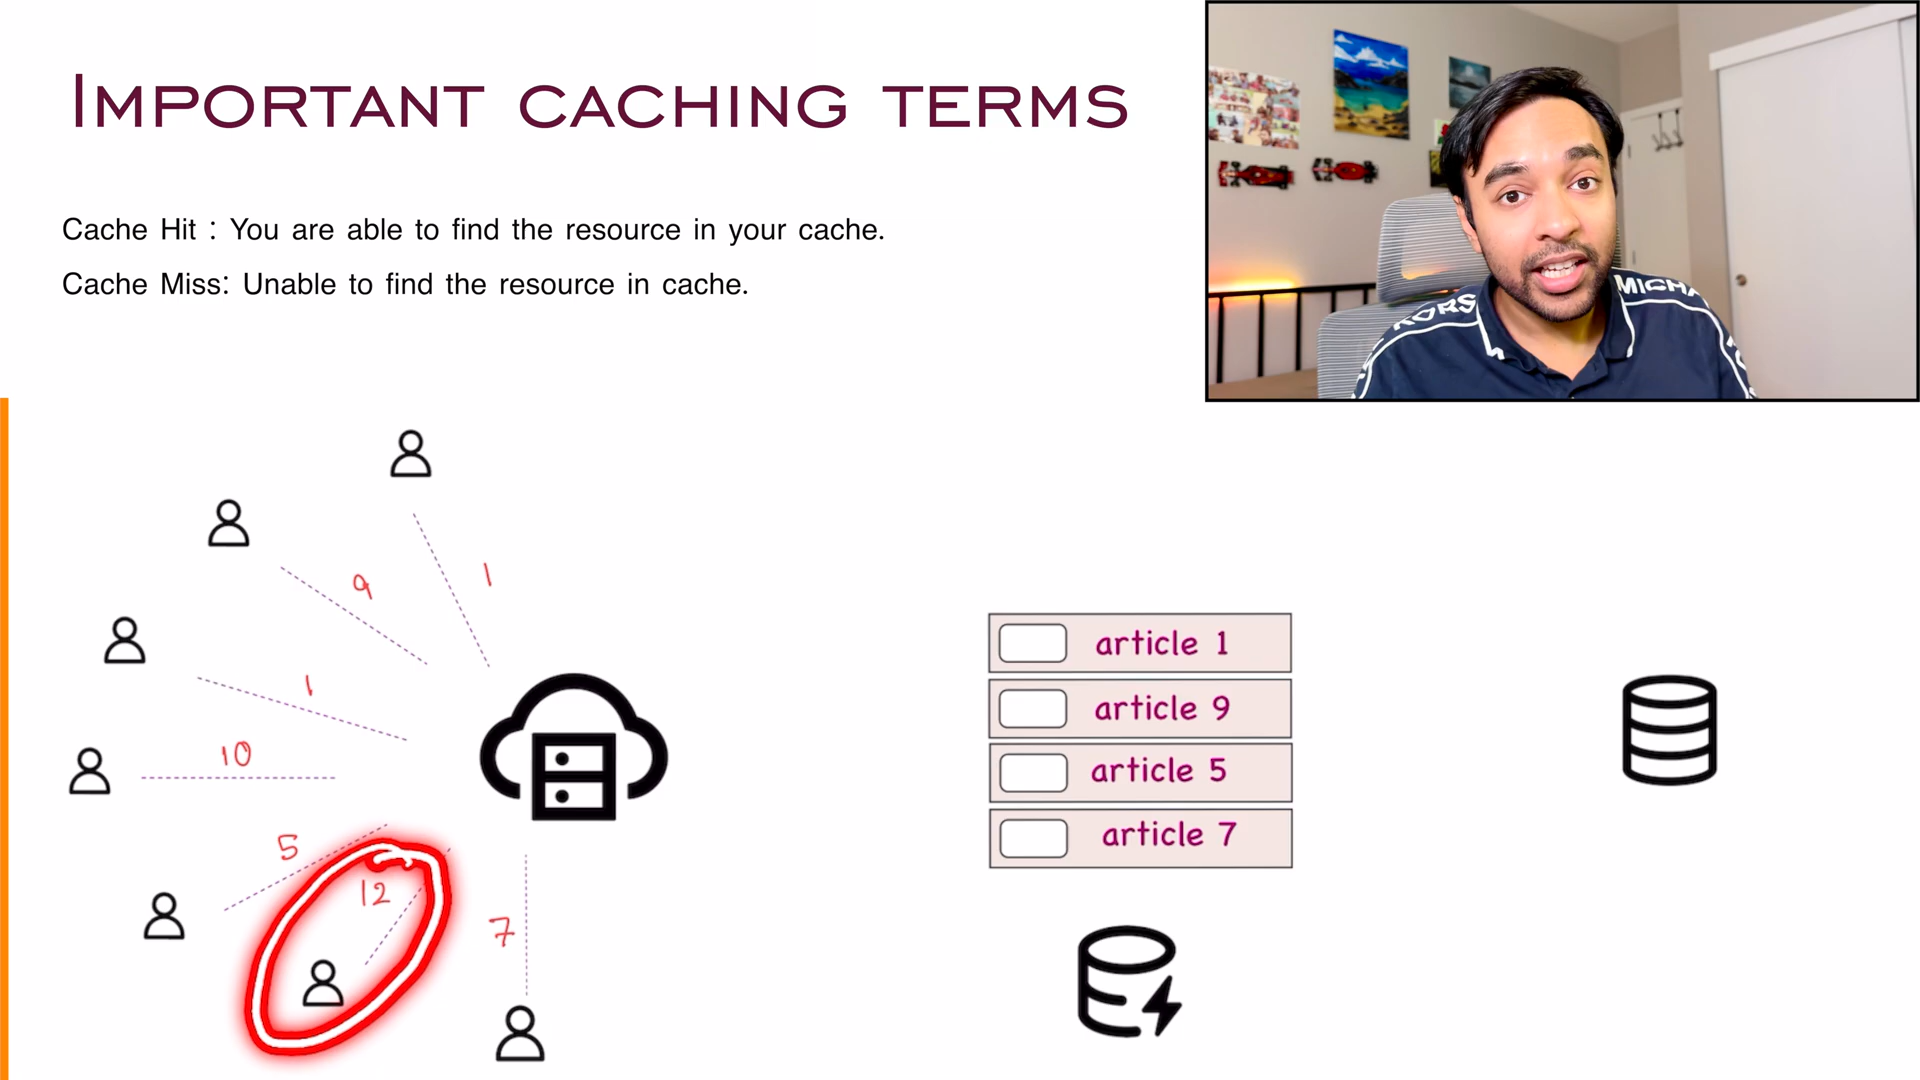 IMPORTANT CACHING TERMS
Cache Hit : You are able to find the resource in your cache.
Cache Miss: Unable to find the resource in cache.
KORS
MICHA
1
9
1
10
5
12
7
article 1
article 9
article 5
article 7